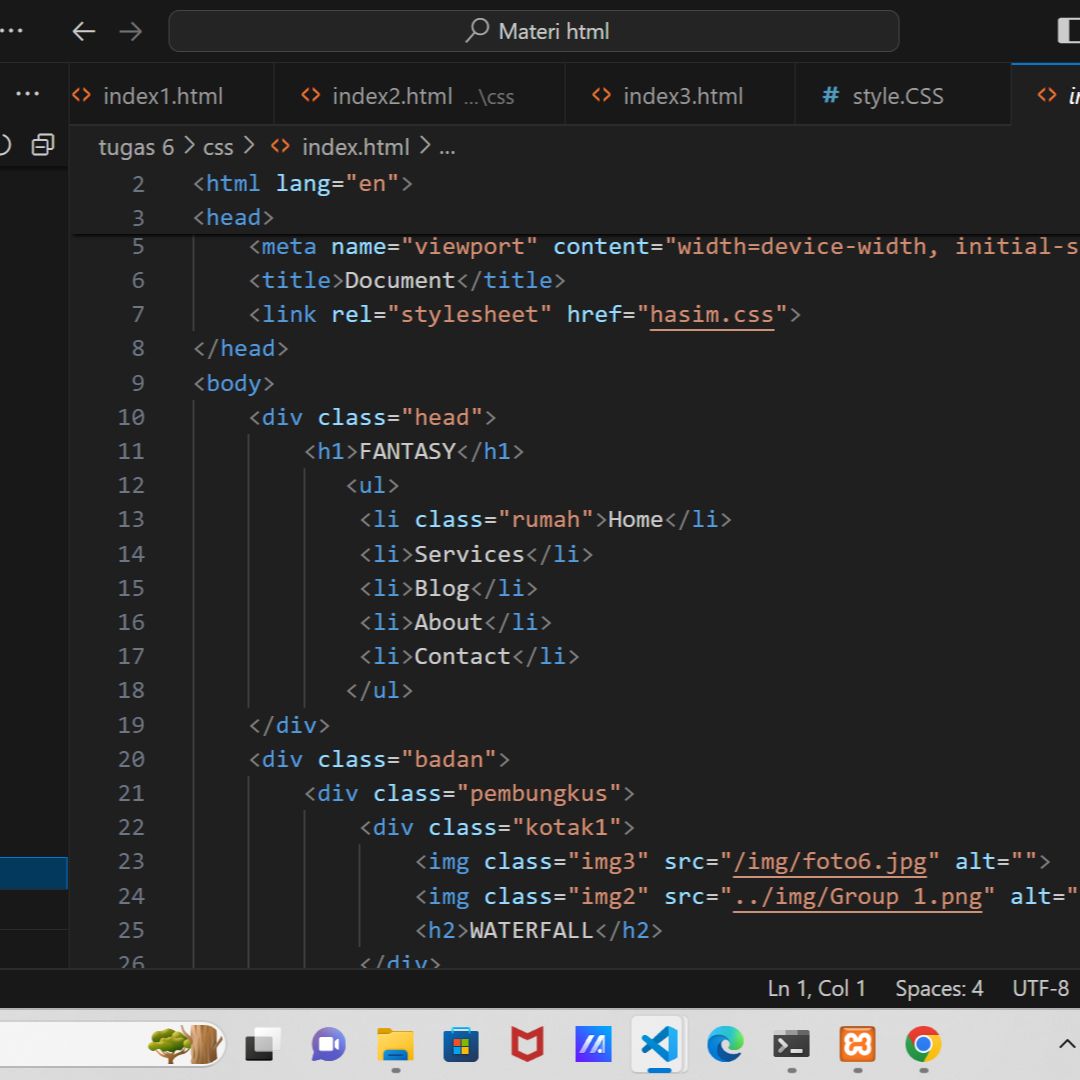 Materi html
index1.html index2.html ...\css index3.html # style.CSS
tugas 6 > css > <> index.html > ...
2 <html lang="en">
3 <head>
5 <meta name="viewport" content="width=device-width, initial-s
6 <title>Document</title>
7 <link rel="stylesheet" href="hasim.css">
8 </head>
9 <body>
10 <div class="head">
11 <h1>FANTASY</h1>
12 <ul>
13 <li class="rumah">Home</li>
14 <li>Services</li>
15 <li>Blog</li>
16 <li>About</li>
17 <li>Contact</li>
18 </ul>
19 </div>
20 <div class="badan">
21 <div class="pembungkus">
22 <div class="kotak1">
23 <img class="img3" src="/img/foto6.jpg" alt="">
24 <img class="img2" src="../img/Group 1.png" alt="
25 <h2>WATERFALL</h2>
26 </div>
Ln 1, Col 1 Spaces: 4 UTF-8